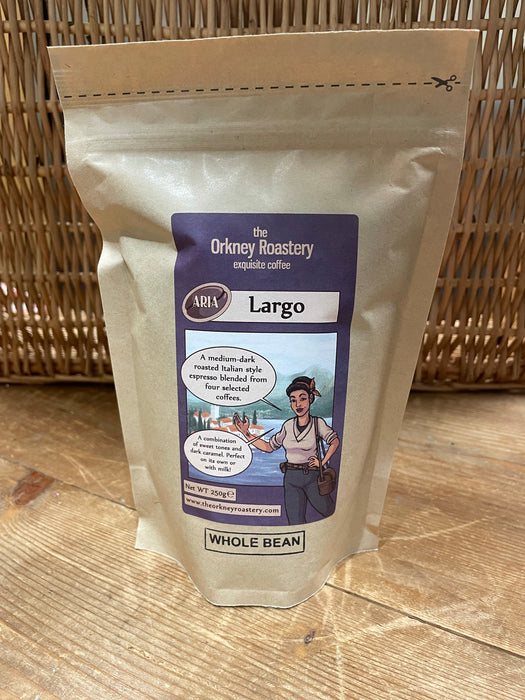 the
Orkney Roastery
exquisite coffee
ARIA
Largo
A medium-dark
roasted Italian style
espresso blended from
four selected
coffees.
A combination
of sweet tones and
dark caramel. Perfect
on its own or
with milk!
Net WT 250g℮
www.theorkneyroastery.com
WHOLE BEAN